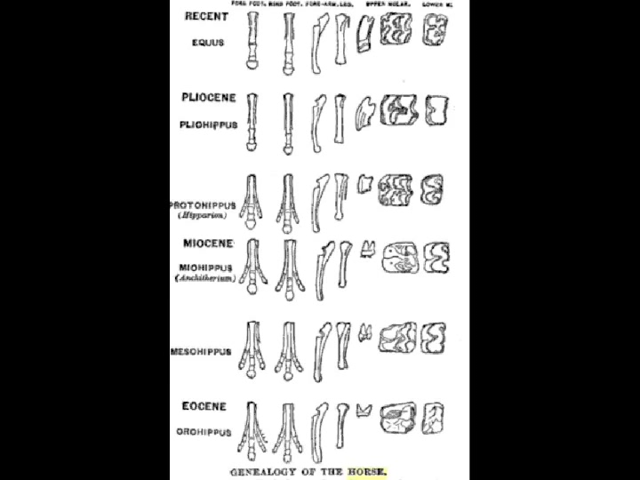 FORE FOOT. HIND FOOT. FORE-ARM. LEG. UPPER MOLAR. LOWER M.
RECENT
EQUUS
PLIOCENE
PLIOHIPPUS
PROTOHIPPUS
(Hipparion)
MIOCENE
MIOHIPPUS
(Anchitherium)
MESOHIPPUS
EOCENE
OROHIPPUS
GENEALOGY OF THE HORSE.